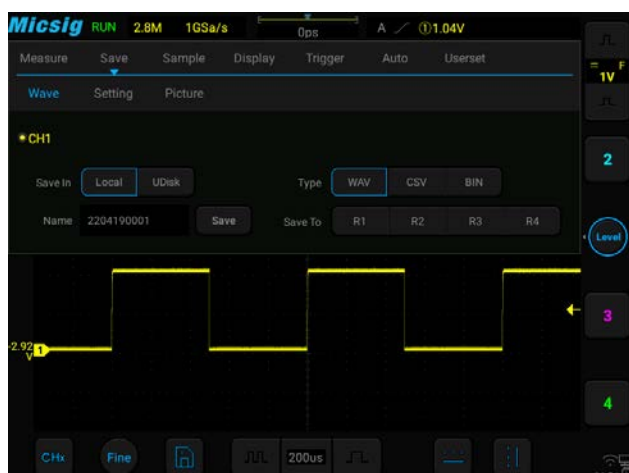 Micsig RUN 2.8M 1GSa/s 0ps A ①1.04V
Measure Save Sample Display Trigger Auto Userset
F
1V
Wave Setting Picture
CH1
2
Save In Local UDisk Type WAV CSV BIN
Name 2204190001 Save Save To R1 R2 R3 R4
Level
3
-2.92
V
1
4
CHx Fine 200us